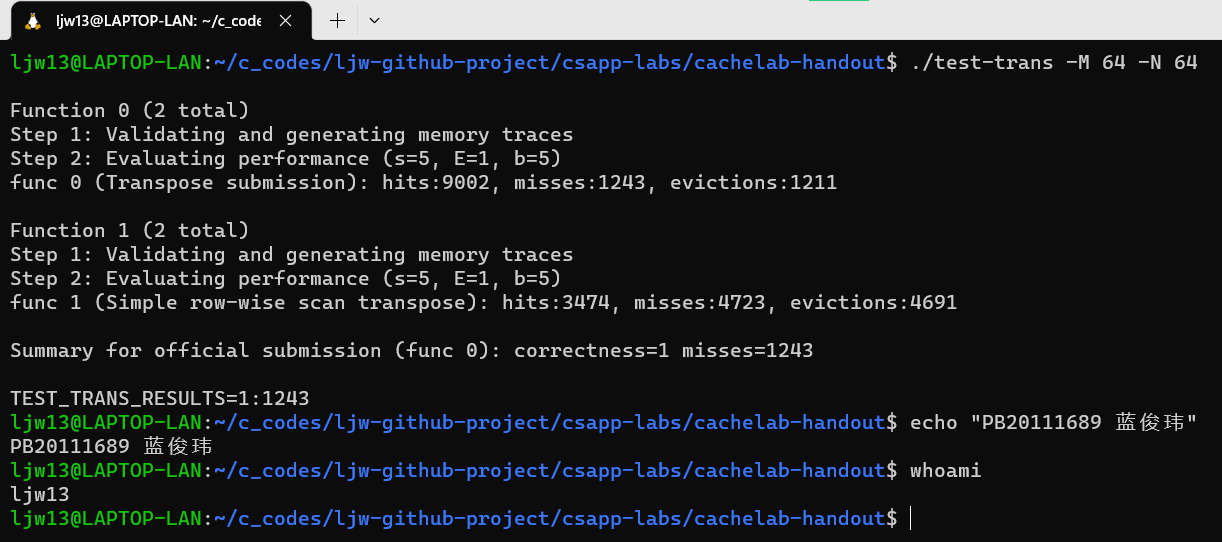 ljw13@LAPTOP-LAN: ~/c_code
ljw13@LAPTOP-LAN:~/c_codes/ljw-github-project/csapp-labs/cachelab-handout$ ./test-trans -M 64 -N 64
Function 0 (2 total)
Step 1: Validating and generating memory traces
Step 2: Evaluating performance (s=5, E=1, b=5)
func 0 (Transpose submission): hits:9002, misses:1243, evictions:1211
Function 1 (2 total)
Step 1: Validating and generating memory traces
Step 2: Evaluating performance (s=5, E=1, b=5)
func 1 (Simple row-wise scan transpose): hits:3474, misses:4723, evictions:4691
Summary for official submission (func 0): correctness=1 misses=1243
TEST_TRANS_RESULTS=1:1243
ljw13@LAPTOP-LAN:~/c_codes/ljw-github-project/csapp-labs/cachelab-handout$ echo "PB20111689 蓝俊玮"
PB20111689 蓝俊玮
ljw13@LAPTOP-LAN:~/c_codes/ljw-github-project/csapp-labs/cachelab-handout$ whoami
ljw13
ljw13@LAPTOP-LAN:~/c_codes/ljw-github-project/csapp-labs/cachelab-handout$